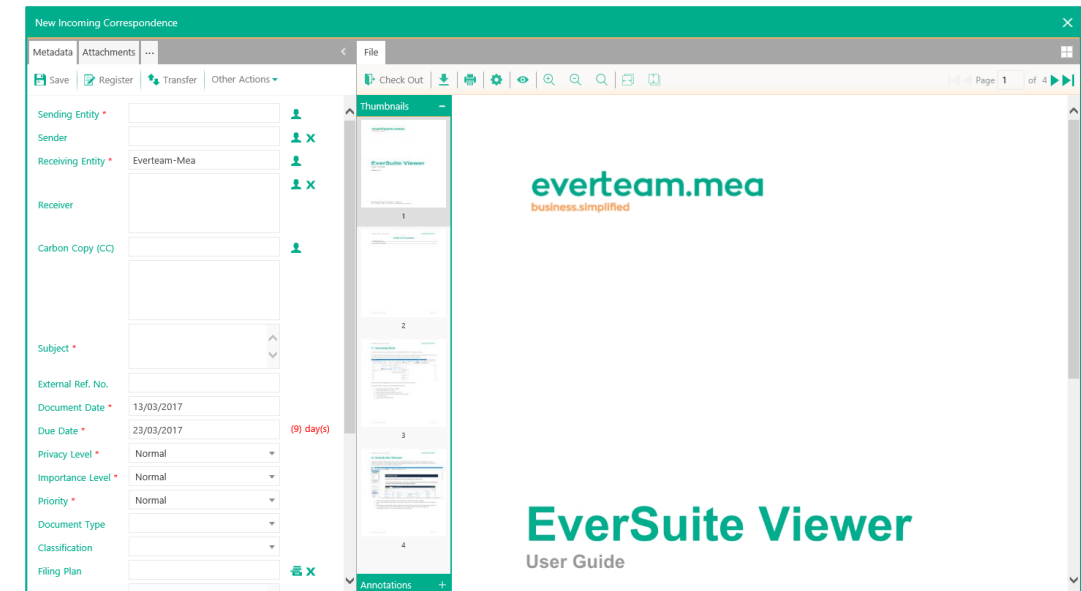 New Incoming Correspondence
Metadata Attachments ...
Save Register Transfer Other Actions
Sending Entity *
Sender
Receiving Entity * Everteam-Mea
Receiver
Carbon Copy (CC)
Subject *
External Ref. No.
Document Date * 13/03/2017
Due Date * 23/03/2017 (9) day(s)
Privacy Level * Normal
Importance Level * Normal
Priority * Normal
Document Type
Classification
Filing Plan
File
Check Out Page 1 of 4
Thumbnails
everteam.mea
EverSuite Viewer
1
2
3
4
Annotations
everteam.mea
business.simplified
EverSuite Viewer
User Guide